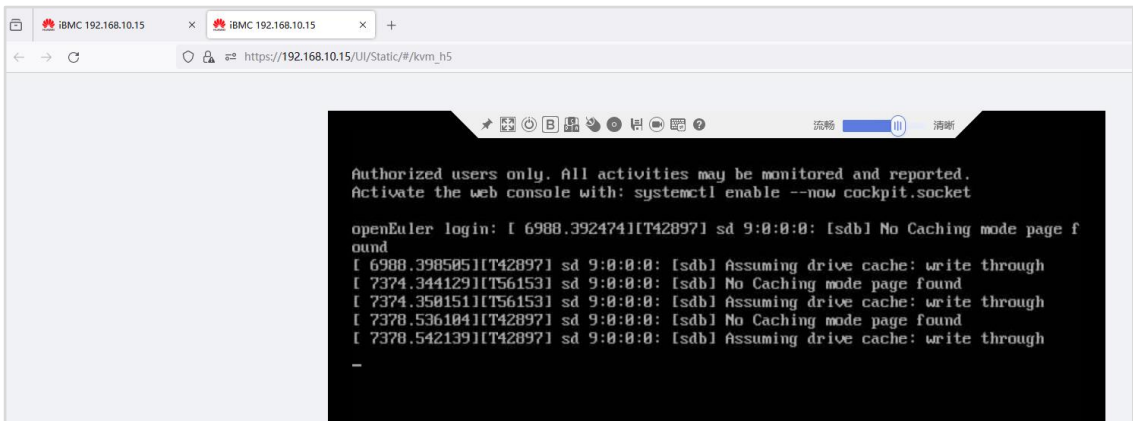 iBMC 192.168.10.15
iBMC 192.168.10.15
https://192.168.10.15/UI/Static/#/kvm_h5
B
流畅
清晰
Authorized users only. All activities may be monitored and reported.
Activate the web console with: systemctl enable --now cockpit.socket
openEuler login: [ 6988.392474][T42897] sd 9:0:0:0: [sdb] No Caching mode page f
ound
[ 6988.398505][T42897] sd 9:0:0:0: [sdb] Assuming drive cache: write through
[ 7374.344129][T56153] sd 9:0:0:0: [sdb] No Caching mode page found
[ 7374.350151][T56153] sd 9:0:0:0: [sdb] Assuming drive cache: write through
[ 7378.536104][T42897] sd 9:0:0:0: [sdb] No Caching mode page found
[ 7378.542139][T42897] sd 9:0:0:0: [sdb] Assuming drive cache: write through